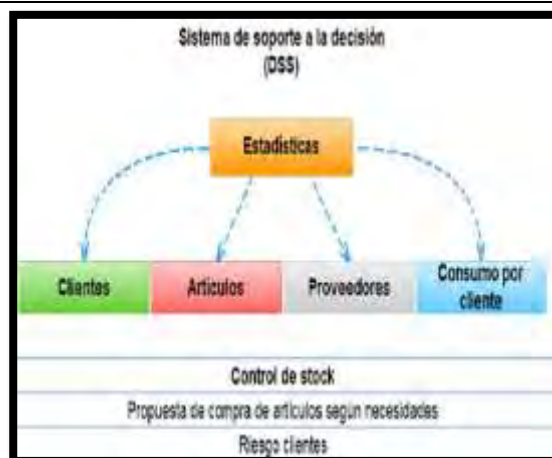 Sistema de soporte a la decisión
(DSS)
Estadísticas
Clientes
Artículos
Proveedores
Consumo por
cliente
Control de stock
Propuesta de compra de artículos según necesidades
Riesgo clientes